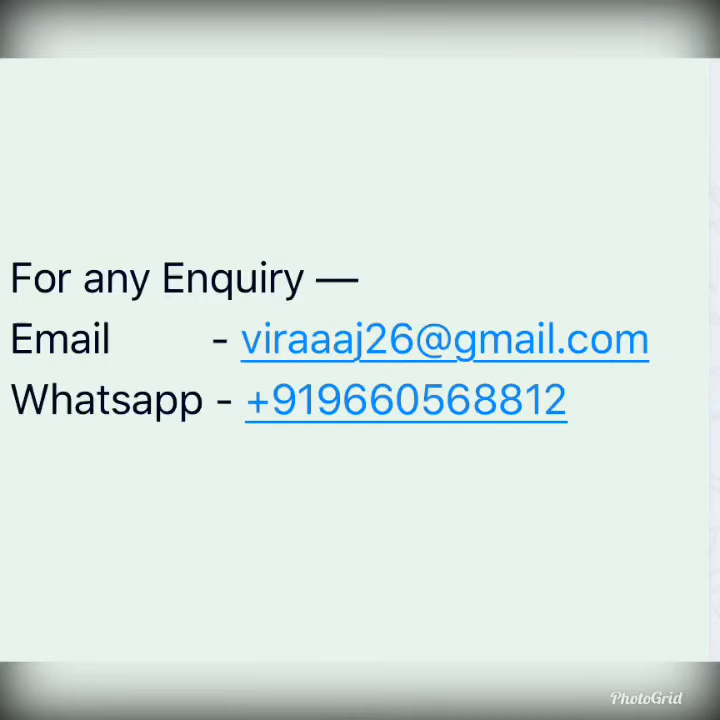 For any Enquiry —
Email - viraaaj26@gmail.com
Whatsapp - +919660568812
PhotoGrid